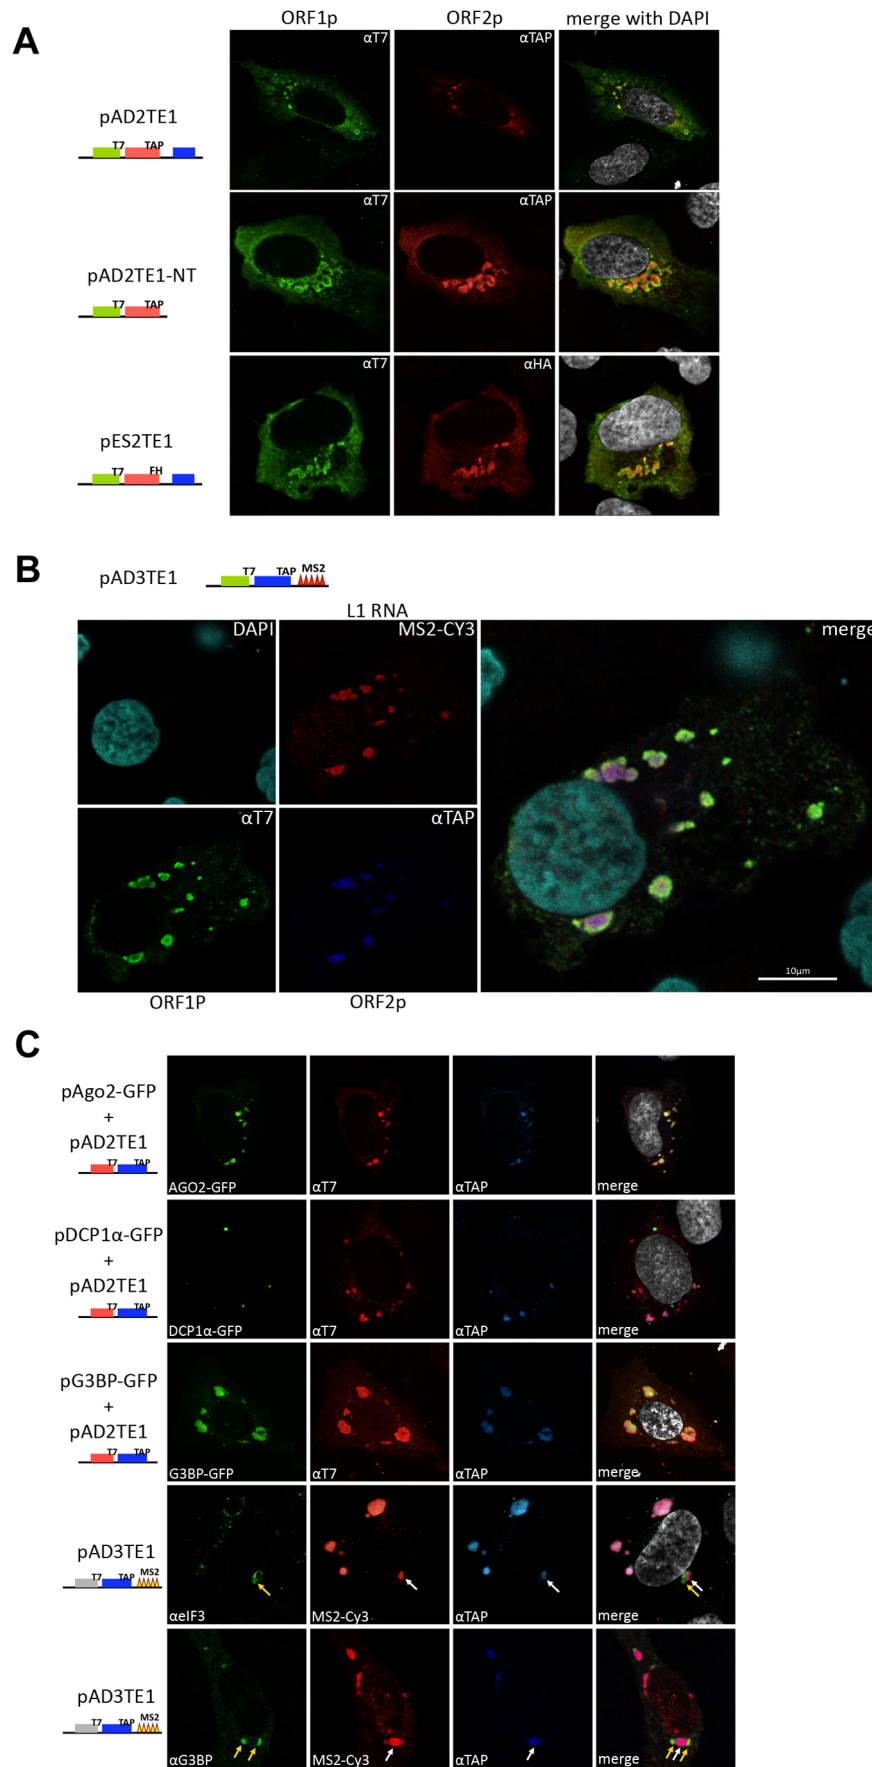 A
ORF1p ORF2p merge with DAPI
pAD2TE1
T7 TAP
αT7 αTAP
pAD2TE1-NT
T7 TAP
αT7 αTAP
pES2TE1
T7 FH
αT7 αHA
B
pAD3TE1
T7 TAP MS2
L1 RNA
DAPI MS2-CY3 merge
αT7 αTAP
10μm
ORF1P ORF2p
C
pAgo2-GFP
+
pAD2TE1
T7 TAP
AGO2-GFP αT7 αTAP merge
pDCP1α-GFP
+
pAD2TE1
T7 TAP
DCP1α-GFP αT7 αTAP merge
pG3BP-GFP
+
pAD2TE1
T7 TAP
G3BP-GFP αT7 αTAP merge
pAD3TE1
T7 TAP MS2
αeIF3 MS2-Cy3 αTAP merge
pAD3TE1
T7 TAP MS2
αG3BP MS2-Cy3 αTAP merge